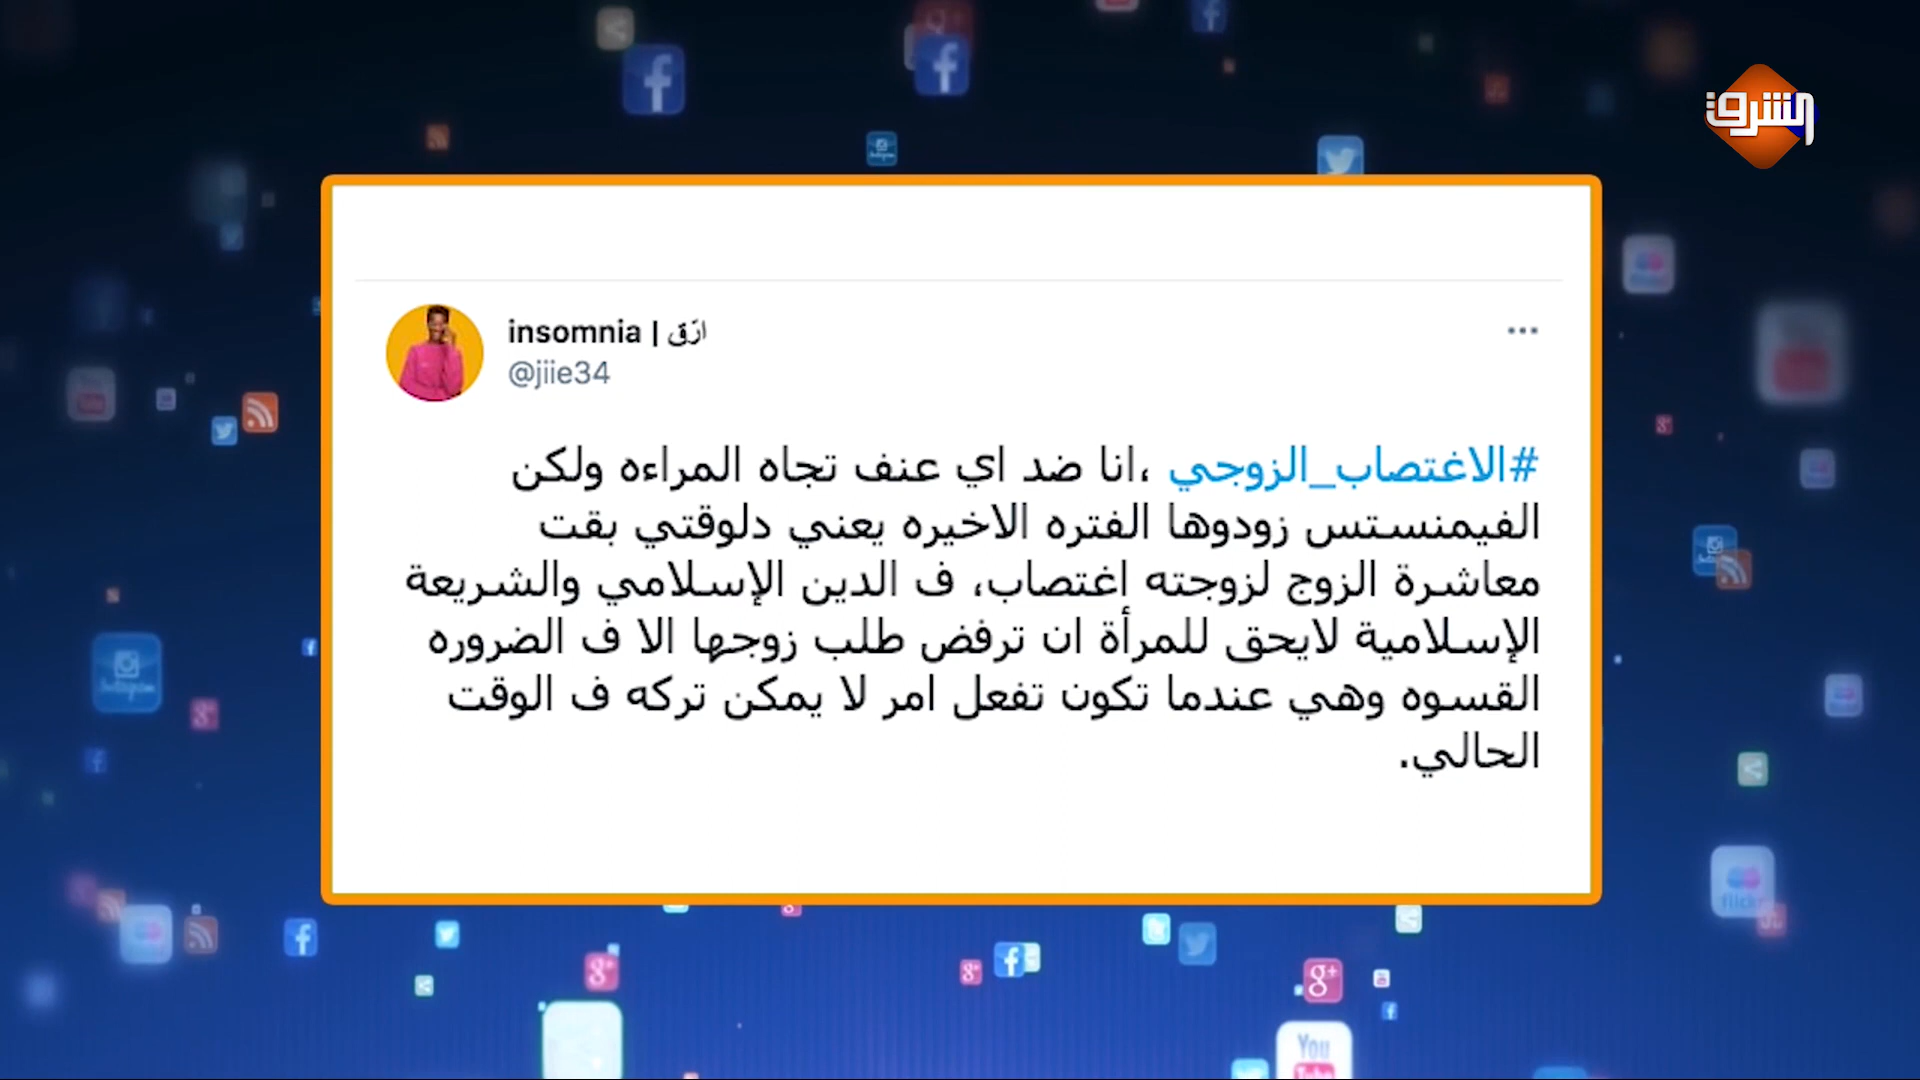 الشرق
insomnia | ارَق
@jiie34
#الاغتصاب_الزوجي ،انا ضد اي عنف تجاه المراءه ولكن
الفيمنستس زودوها الفتره الاخيره يعني دلوقتي بقت
معاشرة الزوج لزوجته اغتصاب، ف الدين الإسلامي والشريعة
الإسلامية لايحق للمرأة ان ترفض طلب زوجها الا ف الضروره
القسوه وهي عندما تكون تفعل امر لا يمكن تركه ف الوقت
الحالي.
You